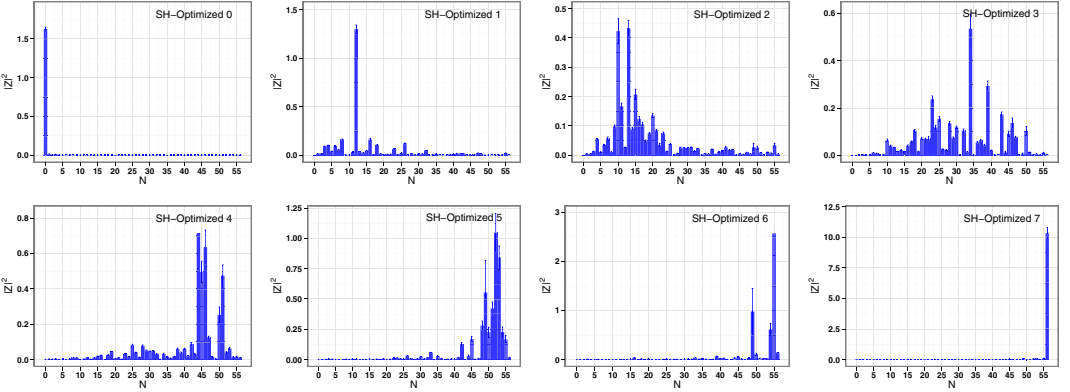 SH−Optimized 0
|Z|²
1.5
1.0
0.5
0.0
0 5 10 15 20 25 30 35 40 45 50 55
N
SH−Optimized 1
|Z|²
1.5
1.0
0.5
0.0
0 5 10 15 20 25 30 35 40 45 50 55
N
SH−Optimized 2
|Z|²
0.5
0.4
0.3
0.2
0.1
0.0
0 5 10 15 20 25 30 35 40 45 50 55
N
SH−Optimized 3
|Z|²
0.6
0.4
0.2
0.0
0 5 10 15 20 25 30 35 40 45 50 55
N
SH−Optimized 4
|Z|²
0.8
0.6
0.4
0.2
0.0
0 5 10 15 20 25 30 35 40 45 50 55
N
SH−Optimized 5
|Z|²
1.25
1.00
0.75
0.50
0.25
0.00
0 5 10 15 20 25 30 35 40 45 50 55
N
SH−Optimized 6
|Z|²
3
2
1
0
0 5 10 15 20 25 30 35 40 45 50 55
N
SH−Optimized 7
|Z|²
12.5
10.0
7.5
5.0
2.5
0.0
0 5 10 15 20 25 30 35 40 45 50 55
N